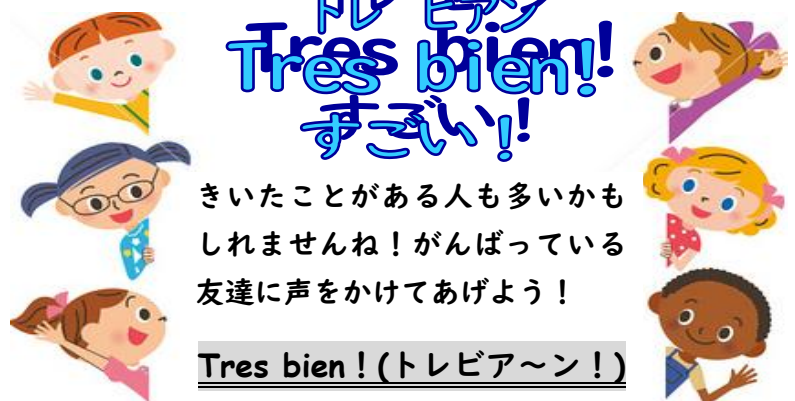 トレ ビアン
Tres bien!
すごい!
きいたことがある人も多いかも
しれませんね！がんばっている
友達に声をかけてあげよう！
Tres bien！(トレビア～ン！)